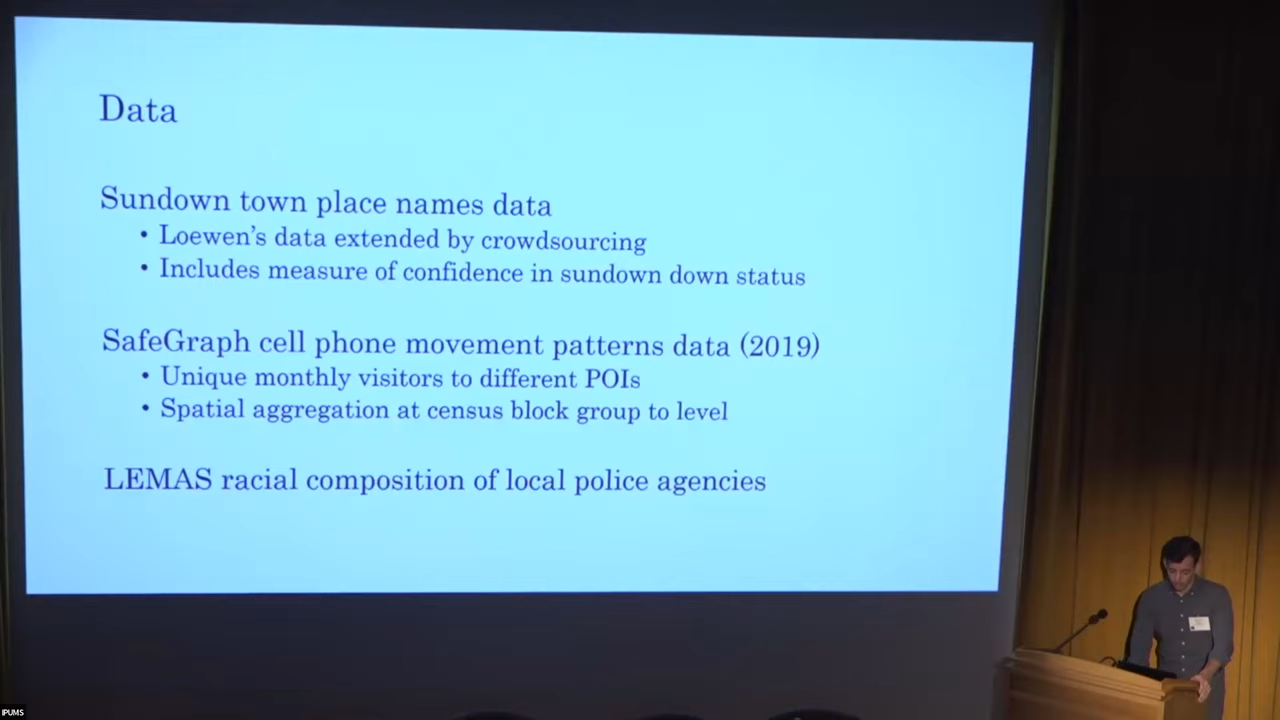 Data
Sundown town place names data
• Loewen's data extended by crowdsourcing
• Includes measure of confidence in sundown down status
SafeGraph cell phone movement patterns data (2019)
• Unique monthly visitors to different POIs
• Spatial aggregation at census block group to level
LEMAS racial composition of local police agencies
IPUMS